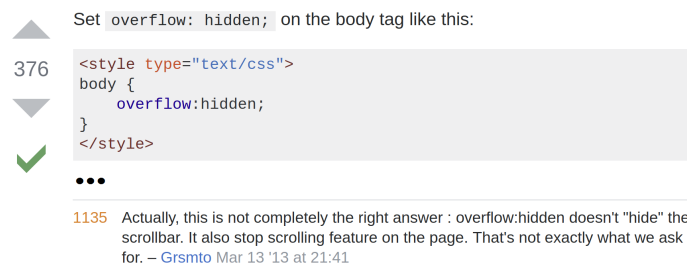 Set overflow: hidden; on the body tag like this:
376
<style type="text/css">
body {
    overflow:hidden;
}
</style>
•••
1135 Actually, this is not completely the right answer : overflow:hidden doesn't "hide" the
scrollbar. It also stop scrolling feature on the page. That's not exactly what we ask
for. – Grsmto Mar 13 '13 at 21:41